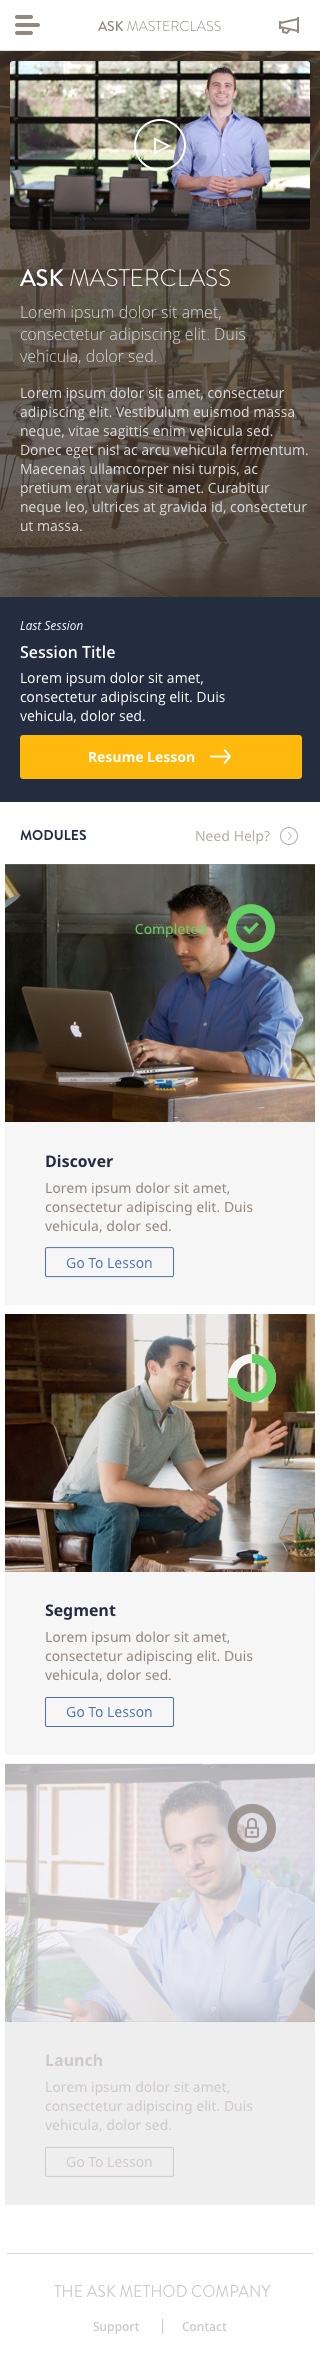 ASK MASTERCLASS
ASK MASTERCLASS
Lorem ipsum dolor sit amet,
consectetur adipiscing elit. Duis
vehicula, dolor sed.
Lorem ipsum dolor sit amet, consectetur
adipiscing elit. Vestibulum euismod massa
neque, vitae sagittis enim vehicula sed.
Donec eget nisl ac arcu vehicula fermentum.
Maecenas ullamcorper nisi turpis, ac
pretium erat varius sit amet. Curabitur
neque leo, ultrices at gravida id, consectetur
ut massa.
Last Session
Session Title
Lorem ipsum dolor sit amet,
consectetur adipiscing elit. Duis
vehicula, dolor sed.
Resume Lesson
MODULES
Need Help?
Completed
Discover
Lorem ipsum dolor sit amet,
consectetur adipiscing elit. Duis
vehicula, dolor sed.
Go To Lesson
Segment
Lorem ipsum dolor sit amet,
consectetur adipiscing elit. Duis
vehicula, dolor sed.
Go To Lesson
Launch
Lorem ipsum dolor sit amet,
consectetur adipiscing elit. Duis
vehicula, dolor sed.
Go To Lesson
THE ASK METHOD COMPANY
Support
Contact